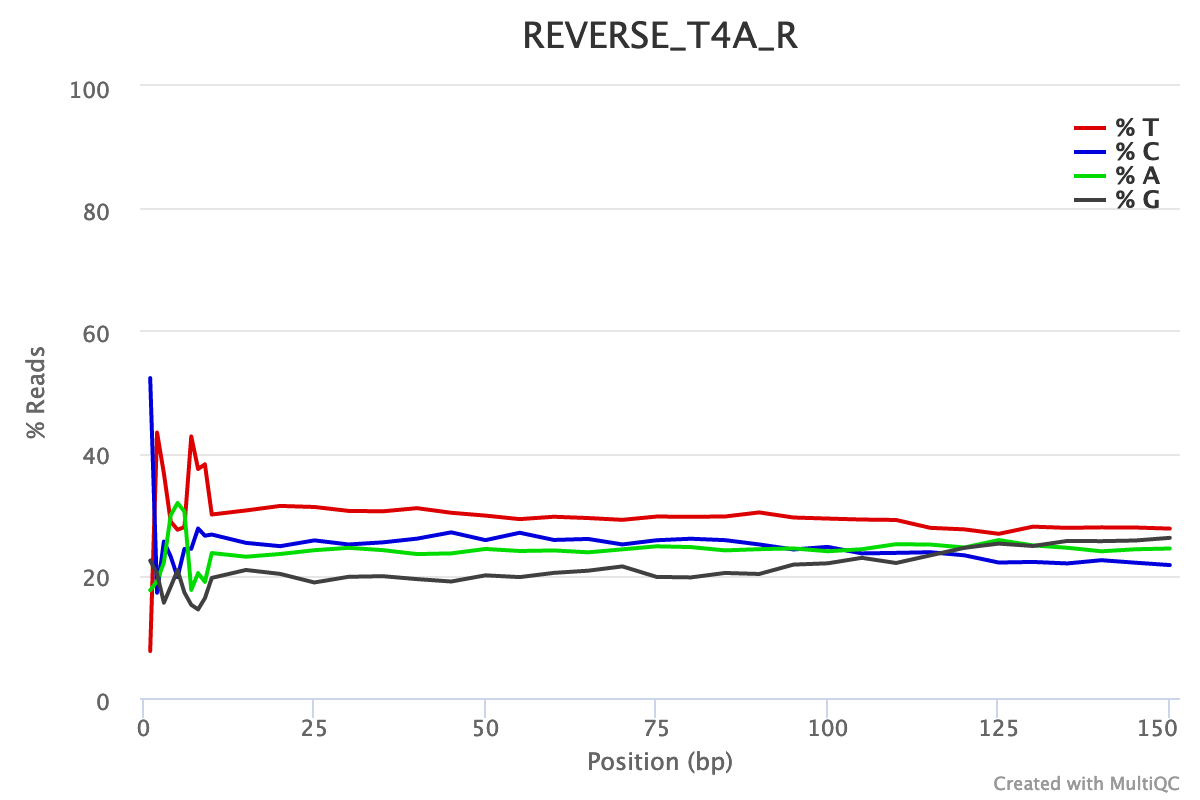 REVERSE_T4A_R
100
80
60
40
20
0
% Reads
% T
% C
% A
% G
0 25 50 75 100 125 150
Position (bp)
Created with MultiQC